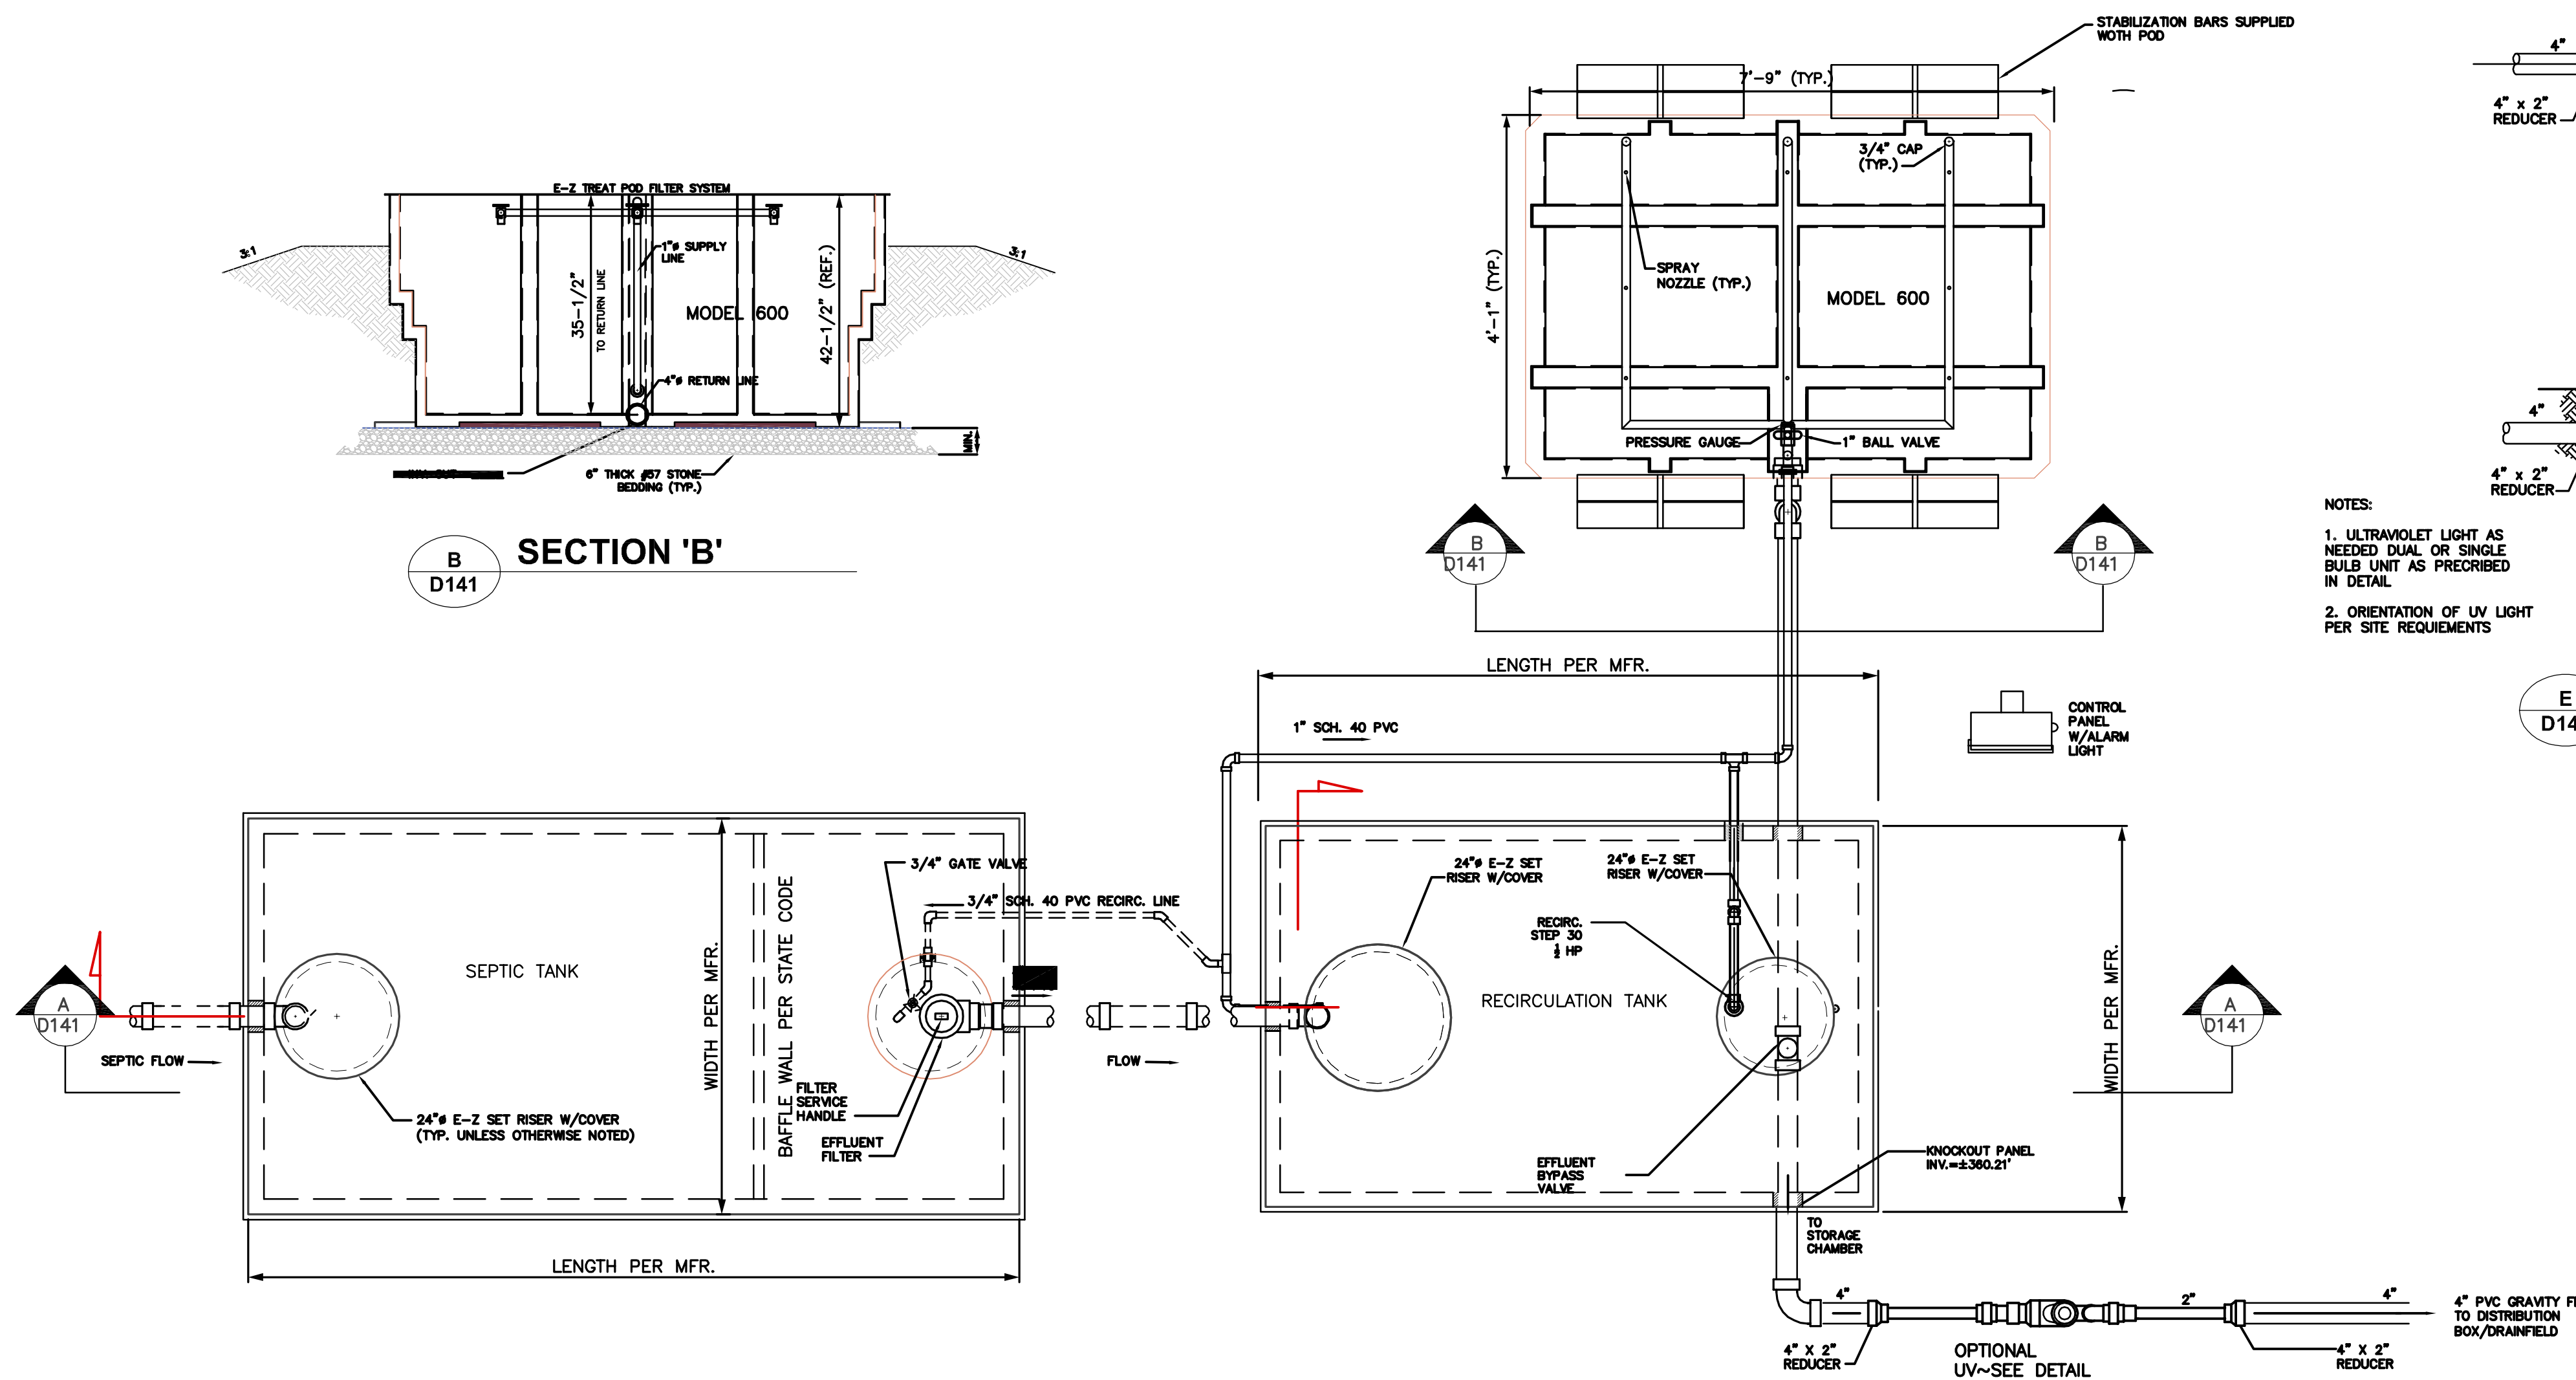 STABILIZATION BARS SUPPLIED
WOTH POD
7'-9" (TYP.)
4'-1" (TYP.)
3/4" CAP
(TYP.)
SPRAY
NOZZLE (TYP.)
MODEL 600
PRESSURE GAUGE
1" BALL VALVE
B
D141
B
D141
4"
4" x 2"
REDUCER
4"
4" x 2"
REDUCER
NOTES:
1. ULTRAVIOLET LIGHT AS
NEEDED DUAL OR SINGLE
BULB UNIT AS PRECRIBED
IN DETAIL
2. ORIENTATION OF UV LIGHT
PER SITE REQUIEMENTS
E
D14
E-Z TREAT POD FILTER SYSTEM
3:1
3:1
1"ø SUPPLY
LINE
35-1/2"
TO RETURN LINE
MODEL 600
42-1/2" (REF.)
4"ø RETURN LINE
MIN.
6" THICK #57 STONE
BEDDING (TYP.)
B
D141
SECTION 'B'
LENGTH PER MFR.
1" SCH. 40 PVC
CONTROL
PANEL
W/ALARM
LIGHT
A
D141
SEPTIC FLOW
SEPTIC TANK
24"ø E-Z SET RISER W/COVER
(TYP. UNLESS OTHERWISE NOTED)
WIDTH PER MFR.
BAFFLE WALL PER STATE CODE
3/4" GATE VALVE
3/4" SCH. 40 PVC RECIRC. LINE
FILTER
SERVICE
HANDLE
EFFLUENT
FILTER
FLOW
LENGTH PER MFR.
24"ø E-Z SET
RISER W/COVER
24"ø E-Z SET
RISER W/COVER
RECIRC.
STEP 30
½ HP
RECIRCULATION TANK
EFFLUENT
BYPASS
VALVE
KNOCKOUT PANEL
INV.=±360.21'
WIDTH PER MFR.
A
D141
TO
STORAGE
CHAMBER
4"
4" X 2"
REDUCER
OPTIONAL
UV~SEE DETAIL
2"
4"
4" X 2"
REDUCER
4" PVC GRAVITY F
TO DISTRIBUTION
BOX/DRAINFIELD